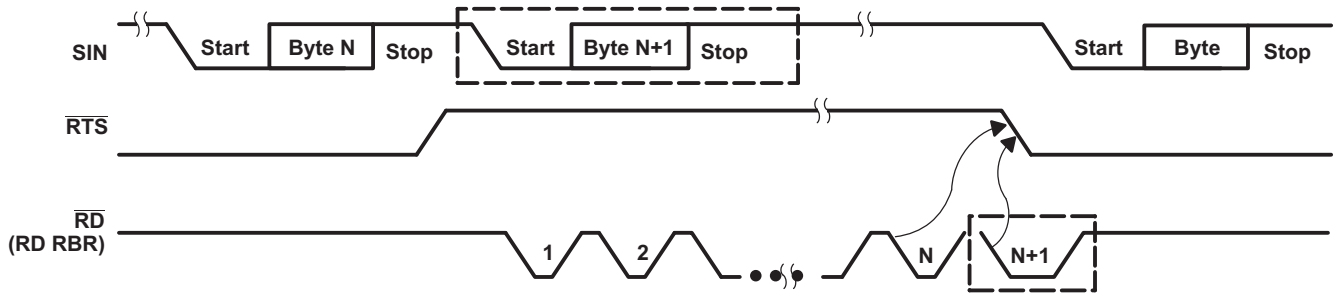 SIN
Start
Byte N
Stop
Start
Byte N+1
Stop
Start
Byte
Stop
RTS
RD
(RD RBR)
1
2
N
N+1